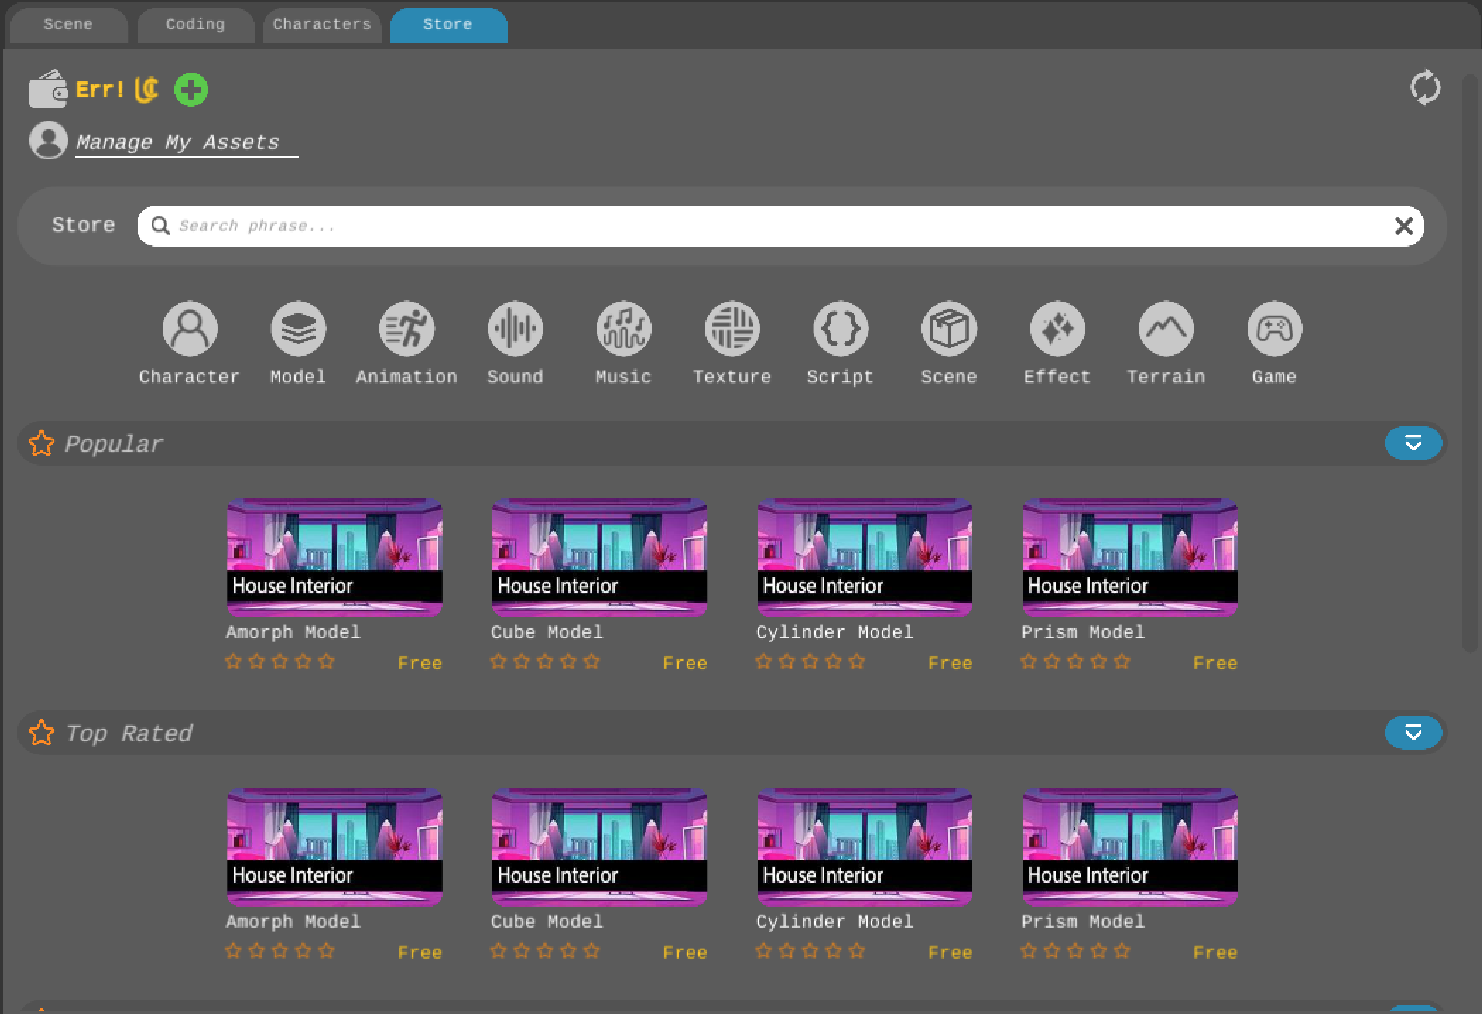 Scene Coding Characters Store
Err!
Manage My Assets
Store Search phrase...
Character Model Animation Sound Music Texture Script Scene Effect Terrain Game
Popular
House Interior House Interior House Interior House Interior
Amorph Model Cube Model Cylinder Model Prism Model
Free Free Free Free
Top Rated
House Interior House Interior House Interior House Interior
Amorph Model Cube Model Cylinder Model Prism Model
Free Free Free Free